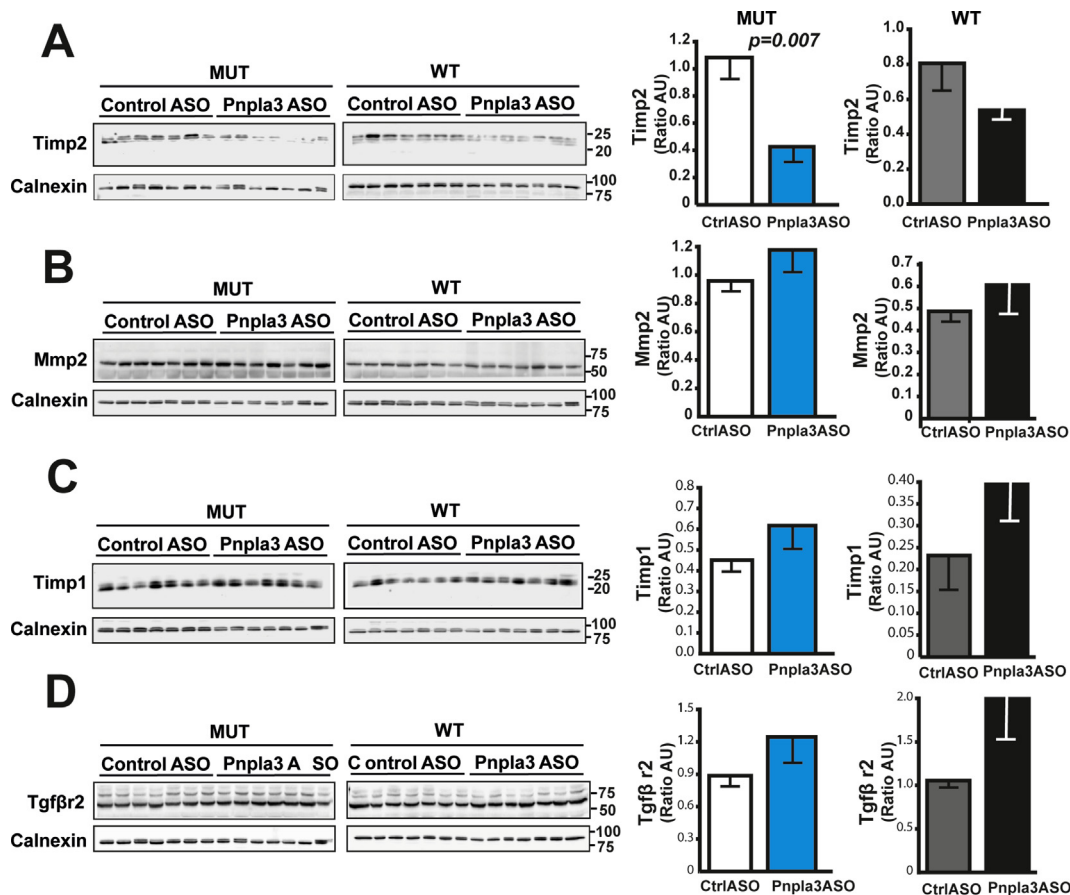 A
MUT
WT
Control ASO Pnpla3 ASO
Control ASO Pnpla3 ASO
Timp2
25
20
Calnexin
100
75
MUT
p=0.007
Timp2
(Ratio AU)
1.2
1.0
0.8
0.6
0.4
0.2
0
CtrlASO Pnpla3ASO
WT
Timp2
(Ratio AU)
1.0
0.8
0.6
0.4
0.2
0.0
CtrlASO Pnpla3ASO
B
MUT
WT
Control ASO Pnpla3 ASO
Control ASO Pnpla3 ASO
Mmp2
75
50
Calnexin
100
75
Mmp2
(Ratio AU)
1.2
1.0
0.8
0.6
0.4
0.2
0
CtrlASO Pnpla3ASO
Mmp2
(Ratio AU)
0.7
0.6
0.5
0.4
0.3
0.2
0.1
0
CtrlASO Pnpla3ASO
C
MUT
WT
Control ASO Pnpla3 ASO
Control ASO Pnpla3 ASO
Timp1
25
20
Calnexin
100
75
Timp1
(Ratio AU)
0.8
0.7
0.6
0.5
0.4
0.3
0.2
0.1
0.0
CtrlASO Pnpla3ASO
Timp1
(Ratio AU)
0.40
0.35
0.30
0.25
0.20
0.15
0.10
0.05
0
CtrlASO Pnpla3ASO
D
MUT
WT
Control ASO Pnpla3 A SO
C ontrol ASO Pnpla3 ASO
Tgfβr2
75
50
Calnexin
100
75
Tgfβ r2
(Ratio AU)
1.5
1.2
0.9
0.6
0.3
0
CtrlASO Pnpla3ASO
Tgfβ r2
(Ratio AU)
2.0
1.5
1.0
0.5
0
CtrlASO Pnpla3ASO